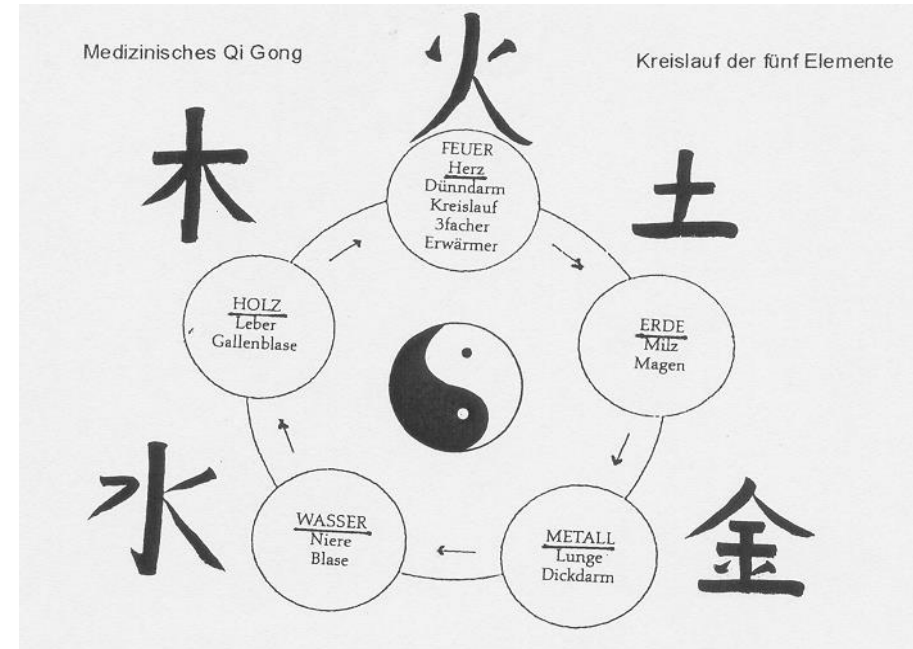 Medizinisches Qi Gong
Kreislauf der fünf Elemente
火
木
土
FEUER
Herz
Dünndarm
Kreislauf
3facher
Erwärmer
HOLZ
Leber
Gallenblase
ERDE
Milz
Magen
水
金
WASSER
Niere
Blase
METALL
Lunge
Dickdarm